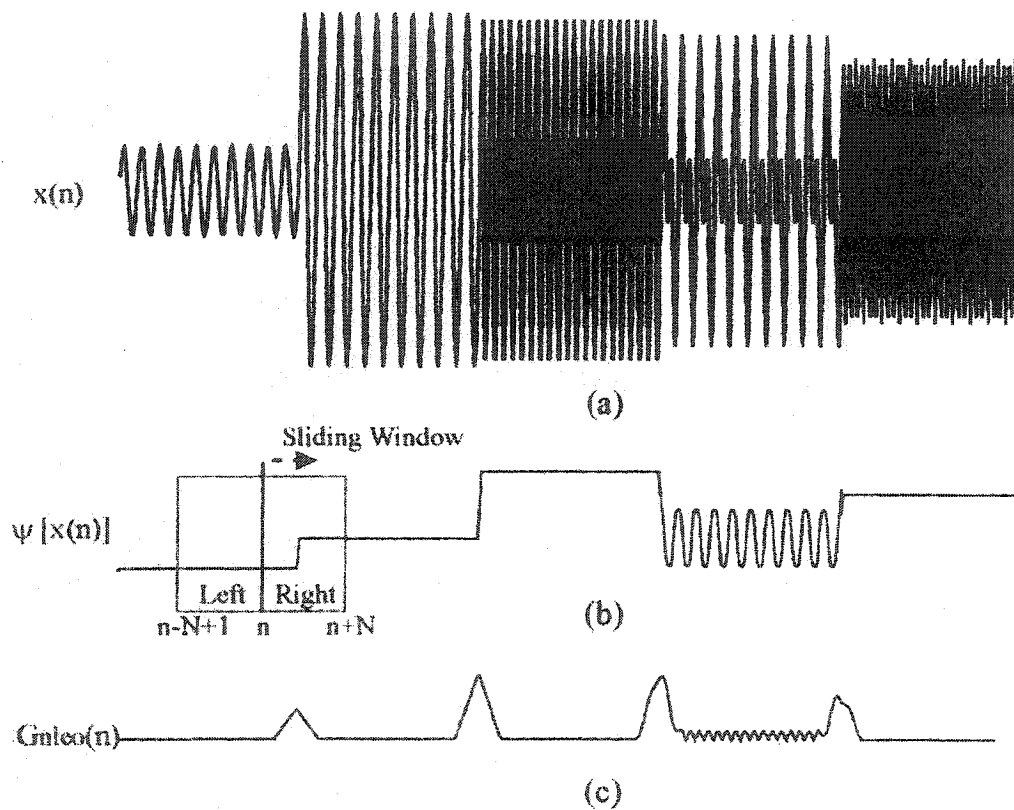 x(n)
(a)
Sliding Window
ψ [x(n)]
Left Right
n-N+1 n n+N
(b)
Gnleo(n)
(c)